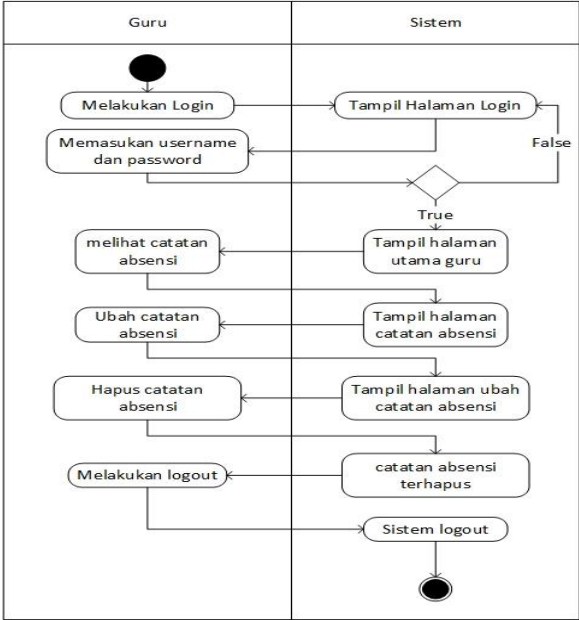 Guru
Sistem
Melakukan Login
Tampil Halaman Login
Memasukan username
dan password
False
True
melihat catatan
absensi
Tampil halaman
utama guru
Ubah catatan
absensi
Tampil halaman
catatan absensi
Hapus catatan
absensi
Tampil halaman ubah
catatan absensi
Melakukan logout
catatan absensi
terhapus
Sistem logout